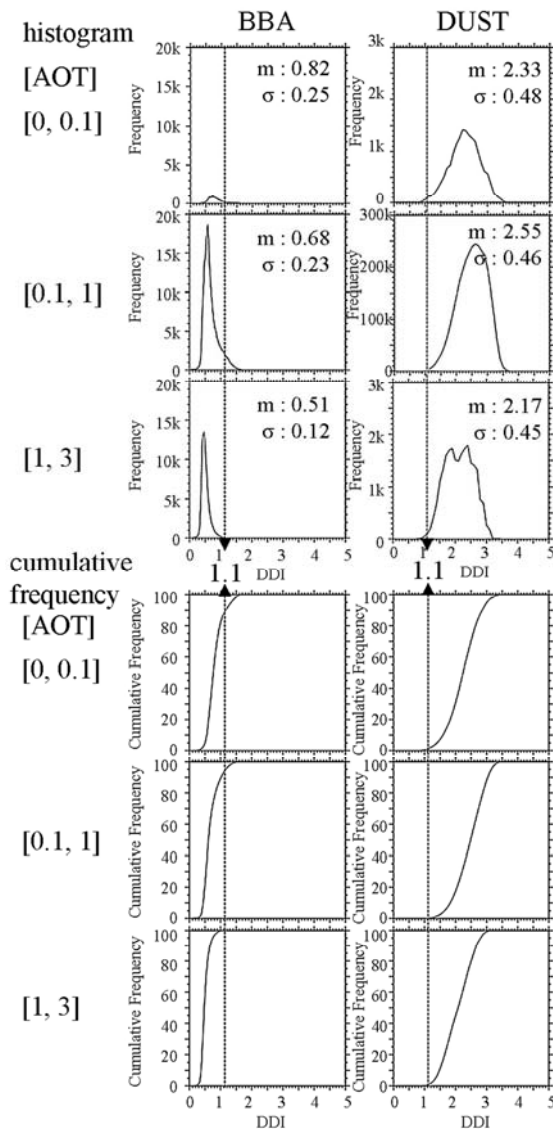 histogram
BBA
DUST
[AOT]
[0, 0.1]
Frequency
20k
15k
10k
5k
0
m : 0.82
σ : 0.25
Frequency
3k
2k
1k
0
m : 2.33
σ : 0.48
[0.1, 1]
Frequency
20k
15k
10k
5k
0
m : 0.68
σ : 0.23
Frequency
300k
200k
100k
0
m : 2.55
σ : 0.46
[1, 3]
Frequency
20k
15k
10k
5k
0
m : 0.51
σ : 0.12
0 1 2 3 4 5
1.1 DDI
Frequency
3k
2k
1k
0
m : 2.17
σ : 0.45
0 1 2 3 4 5
1.1 DDI
cumulative
frequency
[AOT]
[0, 0.1]
Cumulative Frequency
100
80
60
40
20
0
Cumulative Frequency
100
80
60
40
20
0
[0.1, 1]
Cumulative Frequency
100
80
60
40
20
0
Cumulative Frequency
100
80
60
40
20
0
[1, 3]
Cumulative Frequency
100
80
60
40
20
0
0 1 2 3 4 5
DDI
Cumulative Frequency
100
80
60
40
20
0
0 1 2 3 4 5
DDI